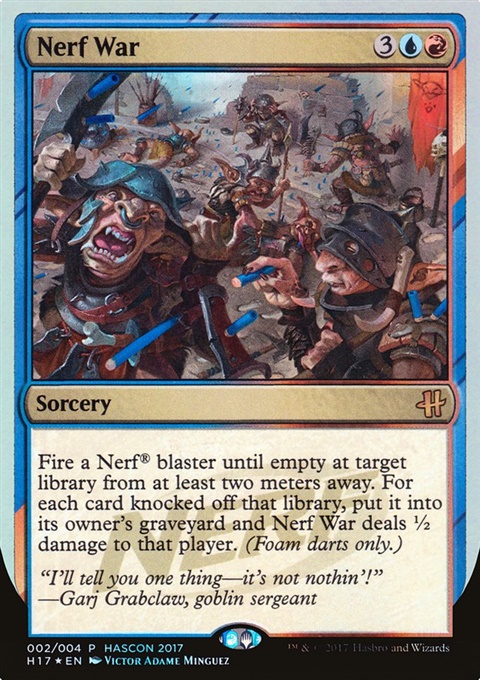 Nerf War 3
Sorcery
Fire a Nerf® blaster until empty at target
library from at least two meters away. For
each card knocked off that library, put it into
its owner's graveyard and Nerf War deals ½
damage to that player. (Foam darts only.)
"I'll tell you one thing—it's not nothin'!"
—Garj Grabclaw, goblin sergeant
NERF
002/004 P HASCON 2017
H17★EN Victor Adame Minguez
™ & © 2017 Hasbro and Wizards